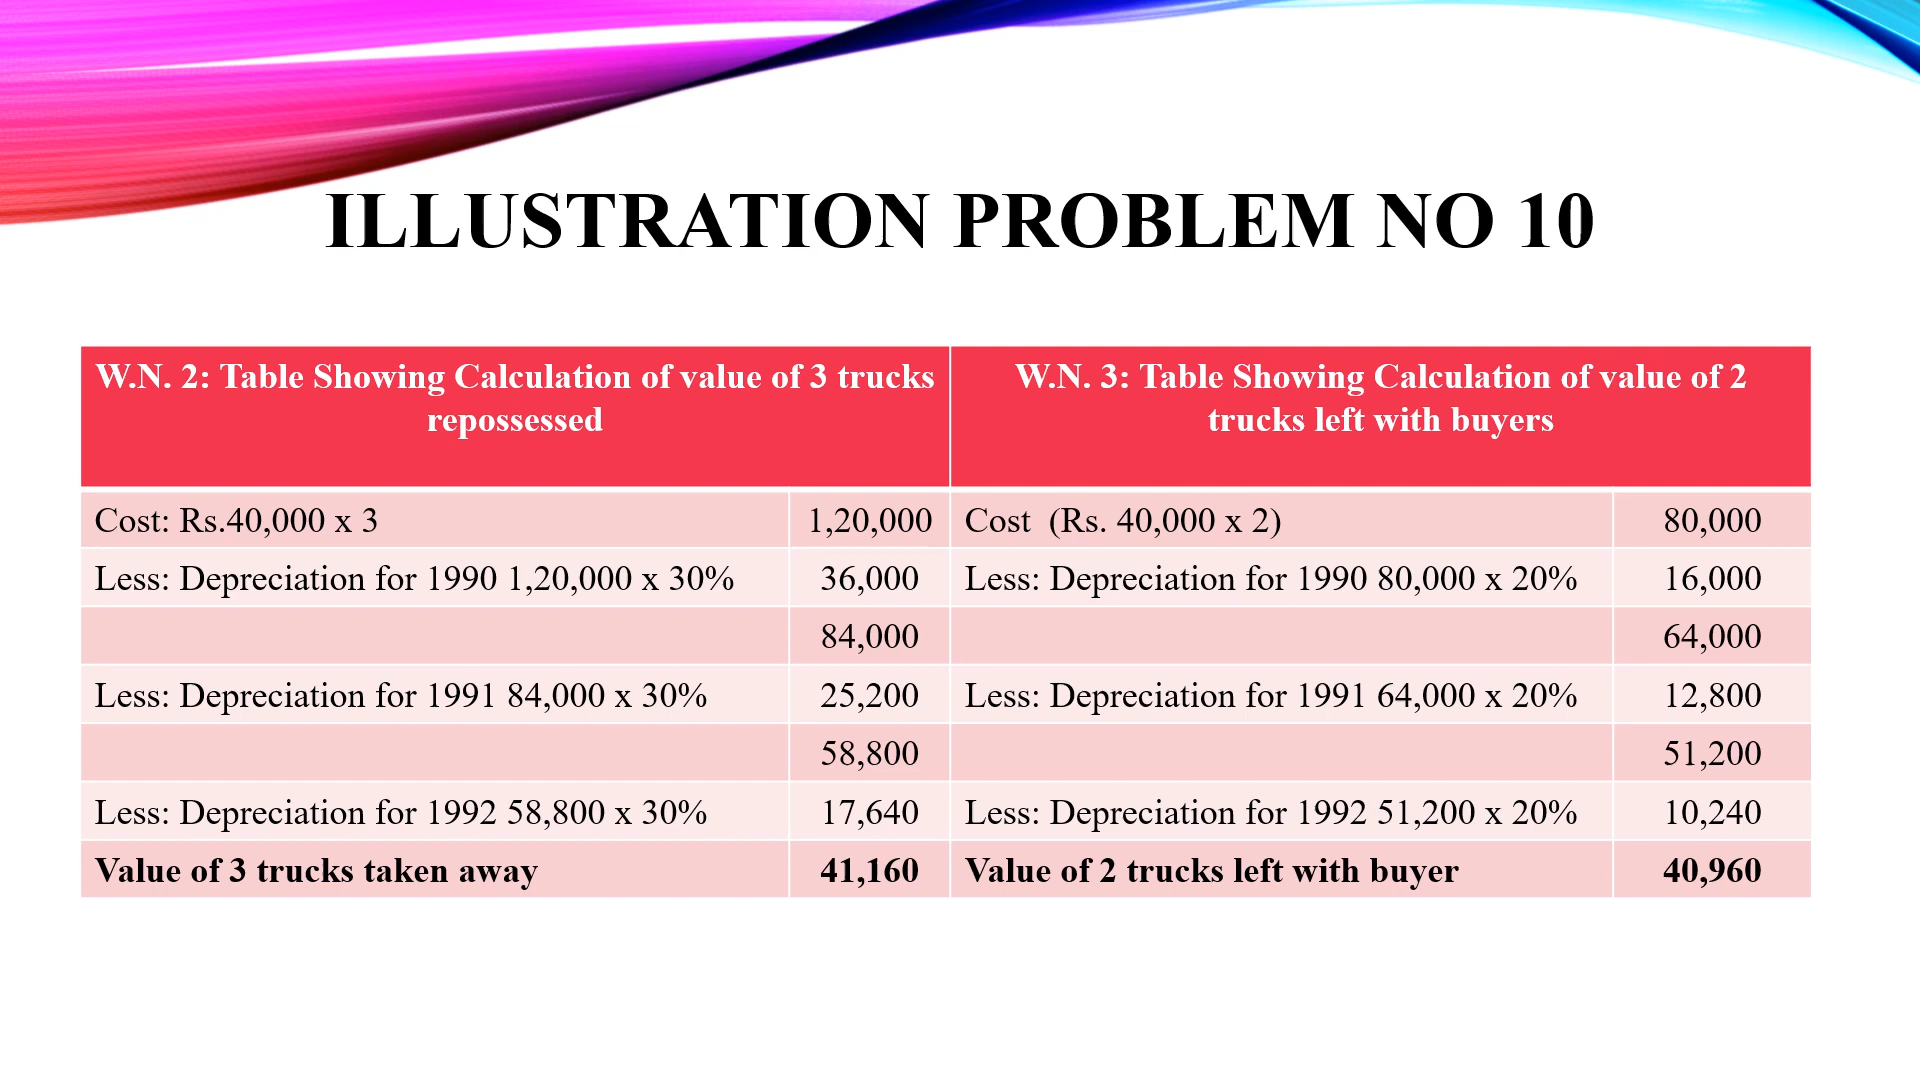 ILLUSTRATION PROBLEM NO 10
W.N. 2: Table Showing Calculation of value of 3 trucks
repossessed
W.N. 3: Table Showing Calculation of value of 2
trucks left with buyers
Cost: Rs.40,000 x 3 1,20,000 Cost (Rs. 40,000 x 2) 80,000
Less: Depreciation for 1990 1,20,000 x 30% 36,000 Less: Depreciation for 1990 80,000 x 20% 16,000
84,000 64,000
Less: Depreciation for 1991 84,000 x 30% 25,200 Less: Depreciation for 1991 64,000 x 20% 12,800
58,800 51,200
Less: Depreciation for 1992 58,800 x 30% 17,640 Less: Depreciation for 1992 51,200 x 20% 10,240
Value of 3 trucks taken away 41,160 Value of 2 trucks left with buyer 40,960